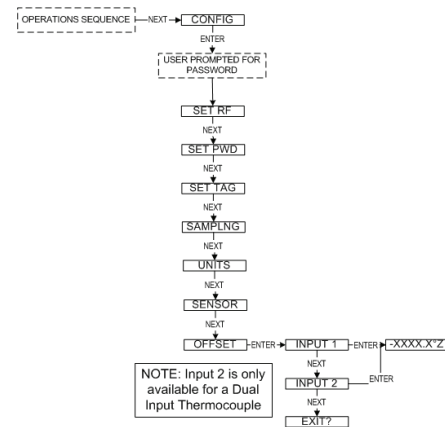 OPERATIONS SEQUENCE
NEXT
CONFIG
ENTER
USER PROMPTED FOR
PASSWORD
SET RF
NEXT
SET PWD
NEXT
SET TAG
NEXT
SAMPLNG
NEXT
UNITS
NEXT
SENSOR
NEXT
OFFSET
ENTER
INPUT 1
ENTER
-XXXX.X°Z
NEXT
INPUT 2
ENTER
NEXT
EXIT?
NOTE: Input 2 is only
available for a Dual
Input Thermocouple